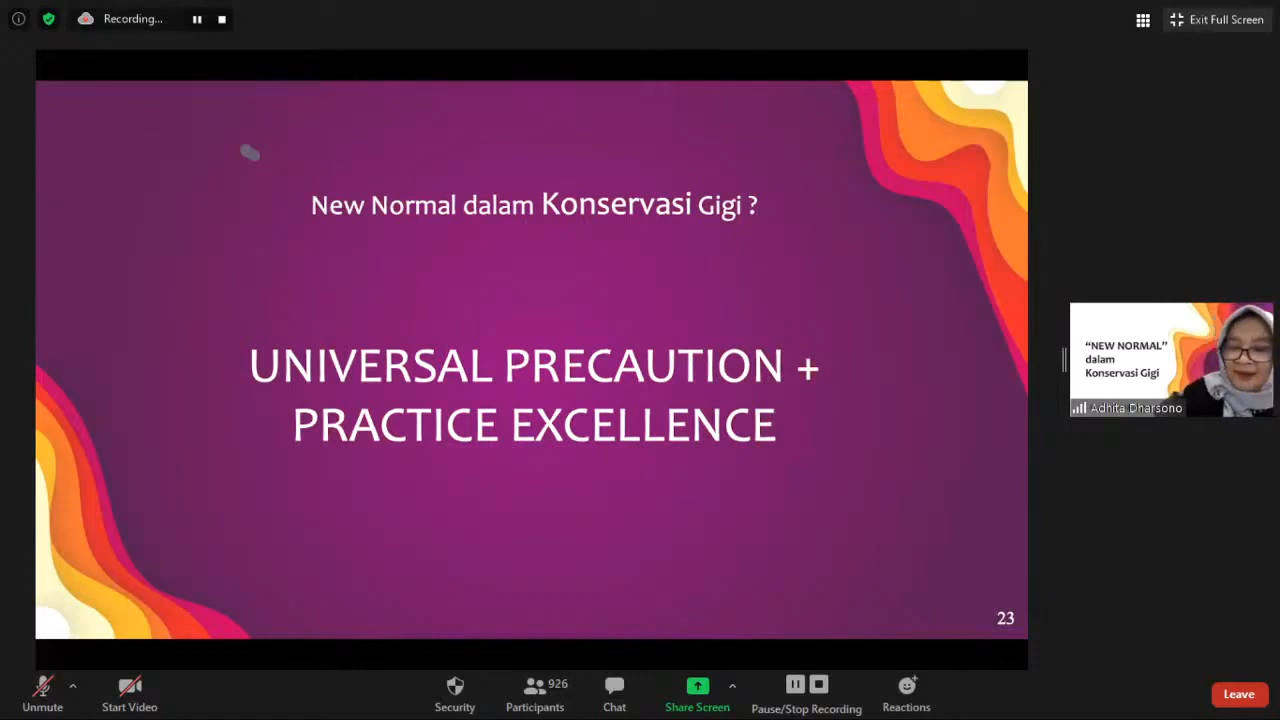 Recording...
Exit Full Screen
New Normal dalam Konservasi Gigi ?
UNIVERSAL PRECAUTION +
PRACTICE EXCELLENCE
23
“NEW NORMAL”
dalam
Konservasi Gigi
Adhita Dharsono
Unmute
Start Video
Security
Participants
926
Chat
Share Screen
Pause/Stop Recording
Reactions
Leave